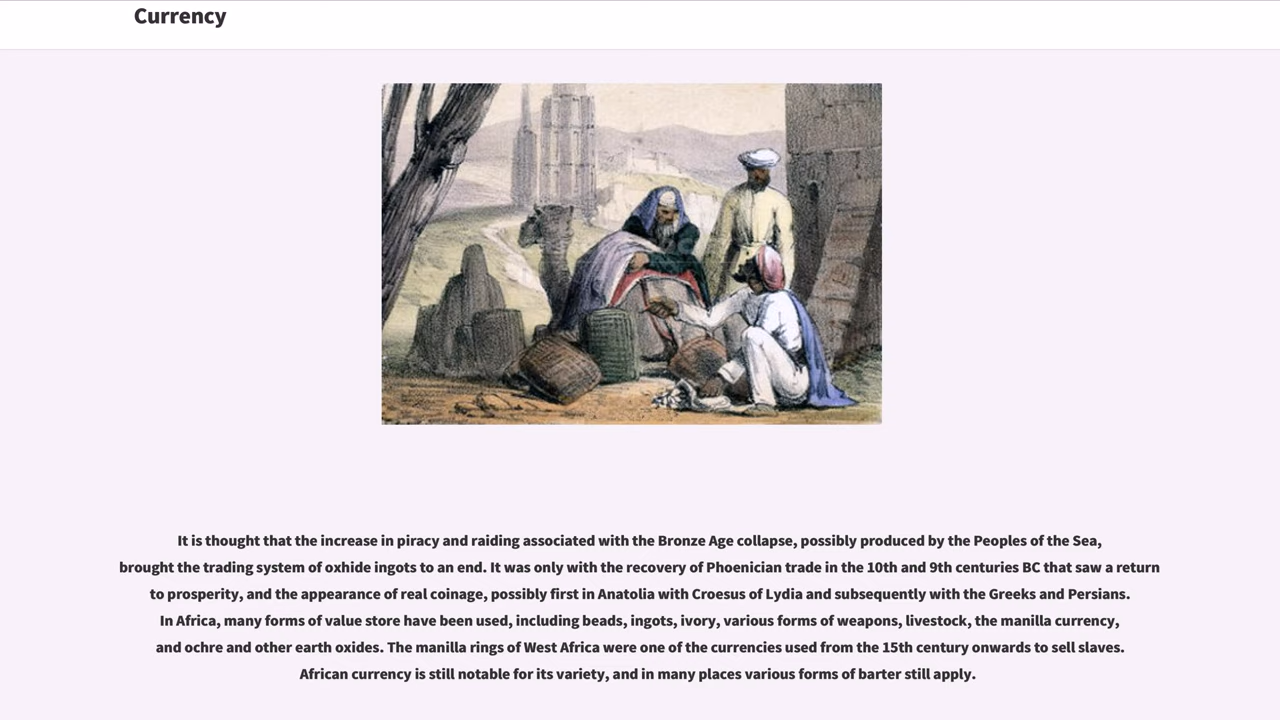 Currency
It is thought that the increase in piracy and raiding associated with the Bronze Age collapse, possibly produced by the Peoples of the Sea,
brought the trading system of oxhide ingots to an end. It was only with the recovery of Phoenician trade in the 10th and 9th centuries BC that saw a return
to prosperity, and the appearance of real coinage, possibly first in Anatolia with Croesus of Lydia and subsequently with the Greeks and Persians.
In Africa, many forms of value store have been used, including beads, ingots, ivory, various forms of weapons, livestock, the manilla currency,
and ochre and other earth oxides. The manilla rings of West Africa were one of the currencies used from the 15th century onwards to sell slaves.
African currency is still notable for its variety, and in many places various forms of barter still apply.